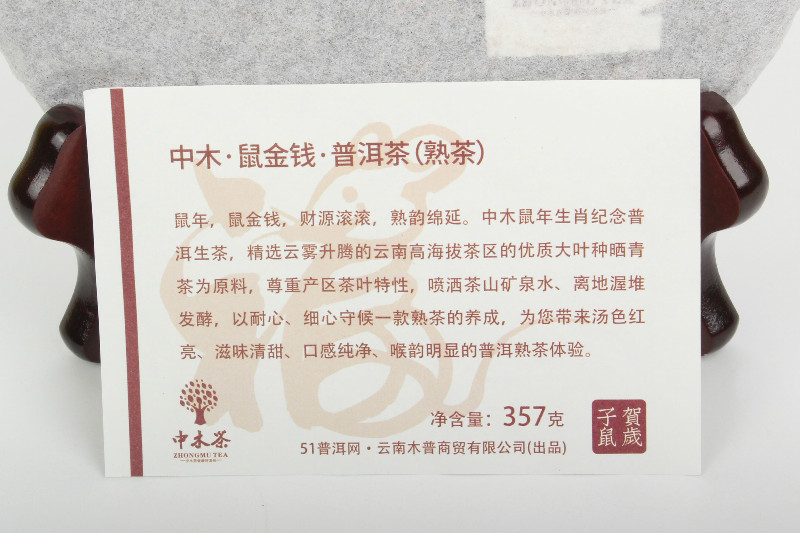 ZHONGMU TEA
中木·鼠金钱·普洱茶(熟茶)
鼠年，鼠金钱，财源滚滚，熟韵绵延。中木鼠年生肖纪念普
洱生茶，精选云雾升腾的云南高海拔茶区的优质大叶种晒青
茶为原料，尊重产区茶叶特性，喷洒茶山矿泉水、离地渥堆
发酵，以耐心、细心守候一款熟茶的养成，为您带来汤色红
亮、滋味清甜、口感纯净、喉韵明显的普洱熟茶体验。
中木茶
ZHONGMU TEA
净含量：357克
51普洱网·云南木普商贸有限公司(出品)
賀歲
子鼠